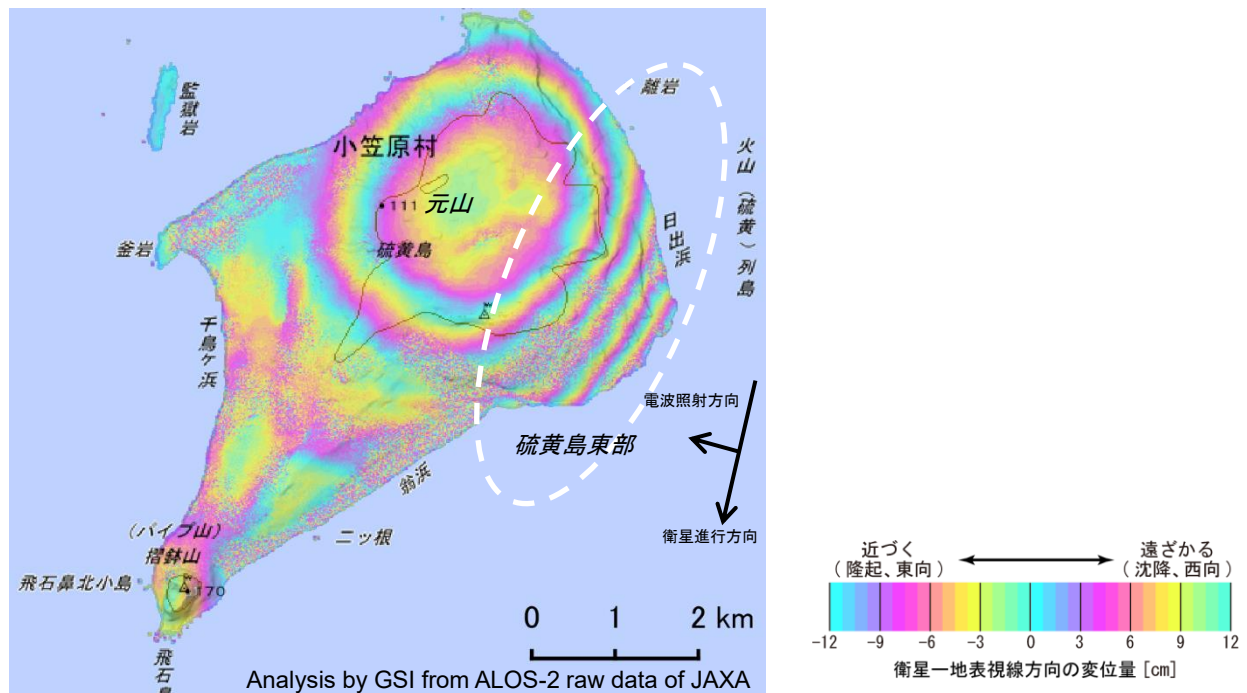 離岩
監獄岩
小笠原村
火山(硫黄)列島
111 元山
日出浜
硫黄島
釜岩
千鳥ケ浜
電波照射方向
硫黄島東部
翁浜
衛星進行方向
(パイプ山)
二ッ根
摺鉢山
飛石鼻北小島
170
0 1 2 km
飛石鼻
Analysis by GSI from ALOS-2 raw data of JAXA
近づく
(隆起、東向)
遠ざかる
(沈降、西向)
-12 -9 -6 -3 0 3 6 9 12
衛星-地表視線方向の変位量 [cm]